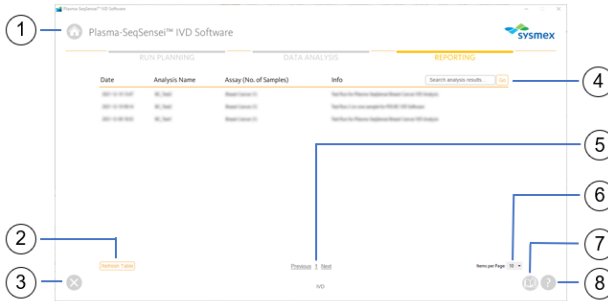 Plasma-SeqSensei™ IVD Software
1
Plasma-SeqSensei™ IVD Software
sysmex
RUN PLANNING DATA ANALYSIS REPORTING
Date Analysis Name Assay (No. of Samples) Info Search analysis results... Go
4
5
6
2
7
Refresh Table Previous 1 Next Items per Page: 10
3
8
IVD
?